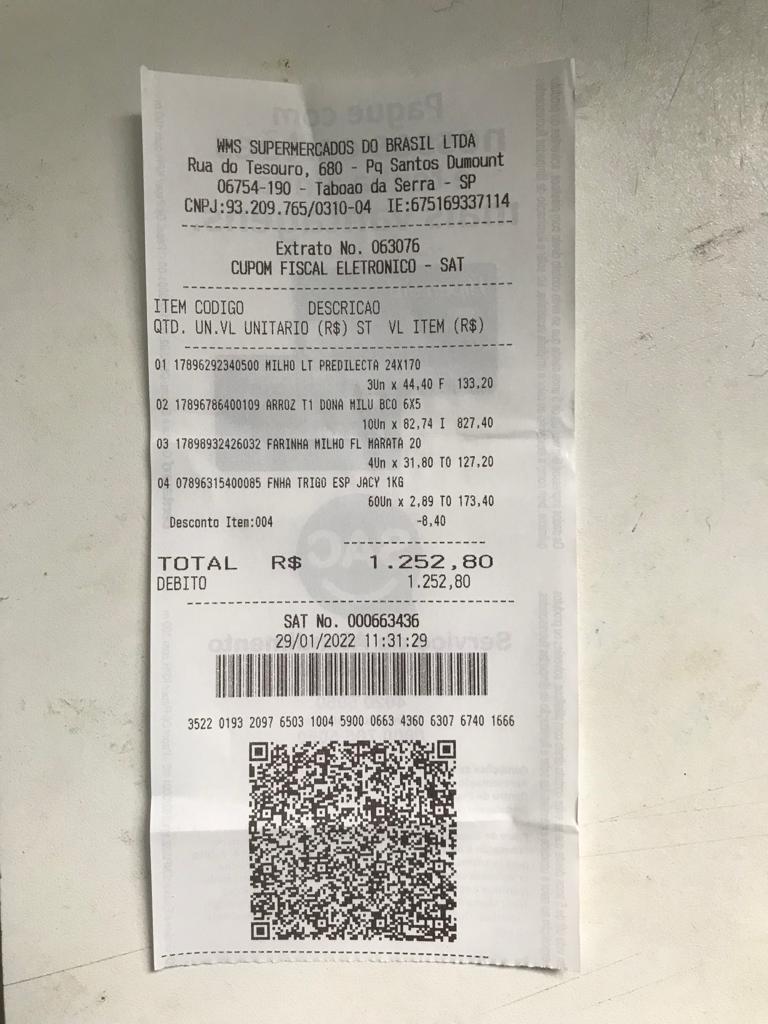 WMS SUPERMERCADOS DO BRASIL LTDA
Rua do Tesouro, 680 - Pq Santos Dumount
06754-190 - Taboao da Serra - SP
CNPJ:93.209.765/0310-04 IE:675169337114
Extrato No. 063076
CUPOM FISCAL ELETRONICO - SAT
ITEM CODIGO DESCRICAO
QTD. UN.VL UNITARIO (R$) ST VL ITEM (R$)
01 17896292340500 MILHO LT PREDILECTA 24X170
3Un x 44,40 F 133,20
02 17896786400109 ARROZ T1 DONA MILU BCO 6X5
10Un x 82,74 I 827,40
03 17898932426032 FARINHA MILHO FL MARATA 20
4Un x 31,80 T0 127,20
04 07896315400085 FNHA TRIGO ESP JACY 1KG
60Un x 2,89 T0 173,40
Desconto Item:004 -8,40
TOTAL R$ 1.252,80
DEBITO 1.252,80
SAT No. 000663436
29/01/2022 11:31:29
3522 0193 2097 6503 1004 5900 0663 4360 6307 6740 1666